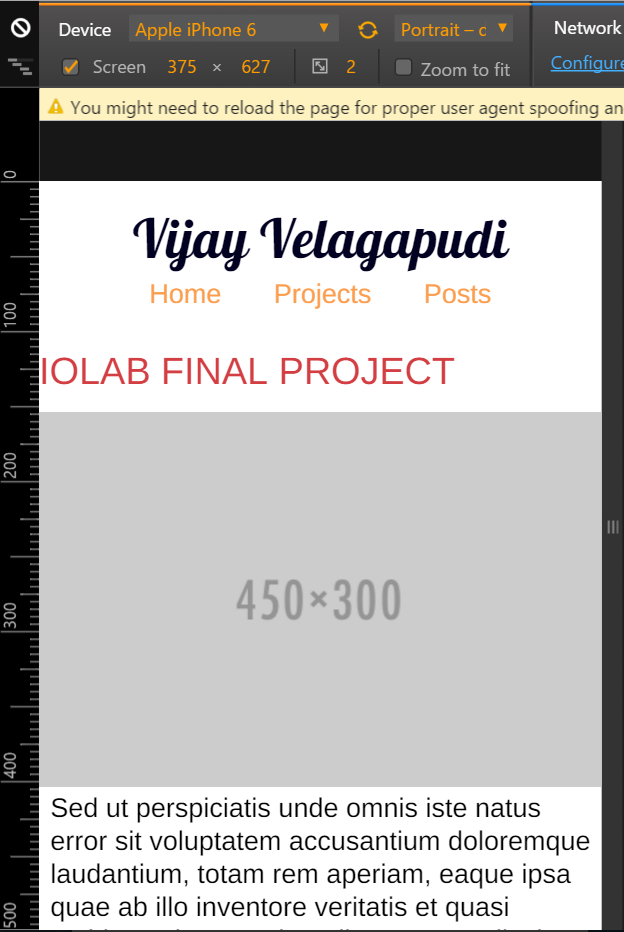 Device Apple iPhone 6 Portrait – c Network
Screen 375 × 627 2 Zoom to fit Configure
You might need to reload the page for proper user agent spoofing an
0
Vijay Velagapudi
Home Projects Posts
100
IOLAB FINAL PROJECT
200
450×300
300
400
Sed ut perspiciatis unde omnis iste natus
error sit voluptatem accusantium doloremque
laudantium, totam rem aperiam, eaque ipsa
quae ab illo inventore veritatis et quasi
500